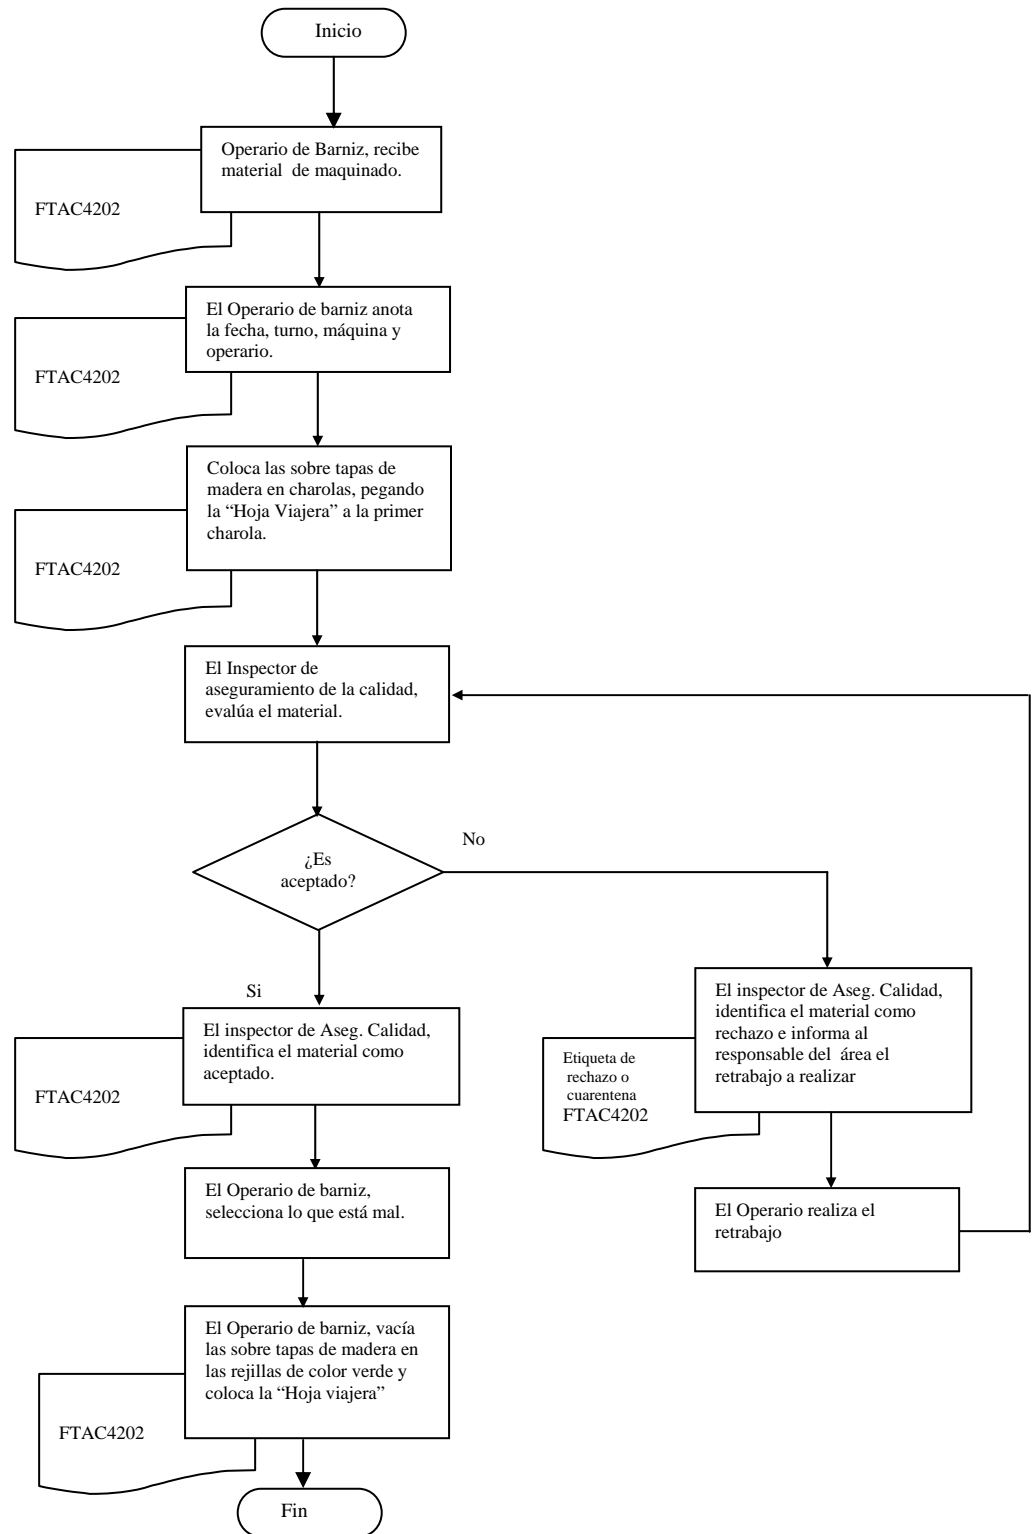 Inicio
Operario de Barniz, recibe
material de maquinado.
FTAC4202
El Operario de barniz anota
la fecha, turno, máquina y
operario.
FTAC4202
Coloca las sobre tapas de
madera en charolas, pegando
la “Hoja Viajera” a la primer
charola.
FTAC4202
El Inspector de
aseguramiento de la calidad,
evalúa el material.
¿Es
aceptado?
No
Si
El inspector de Aseg. Calidad,
identifica el material como
aceptado.
FTAC4202
El inspector de Aseg. Calidad,
identifica el material como
rechazo e informa al
responsable del área el
retrabajo a realizar
Etiqueta de
rechazo o
cuarentena
FTAC4202
El Operario realiza el
retrabajo
El Operario de barniz,
selecciona lo que está mal.
El Operario de barniz, vacía
las sobre tapas de madera en
las rejillas de color verde y
coloca la “Hoja viajera”
FTAC4202
Fin